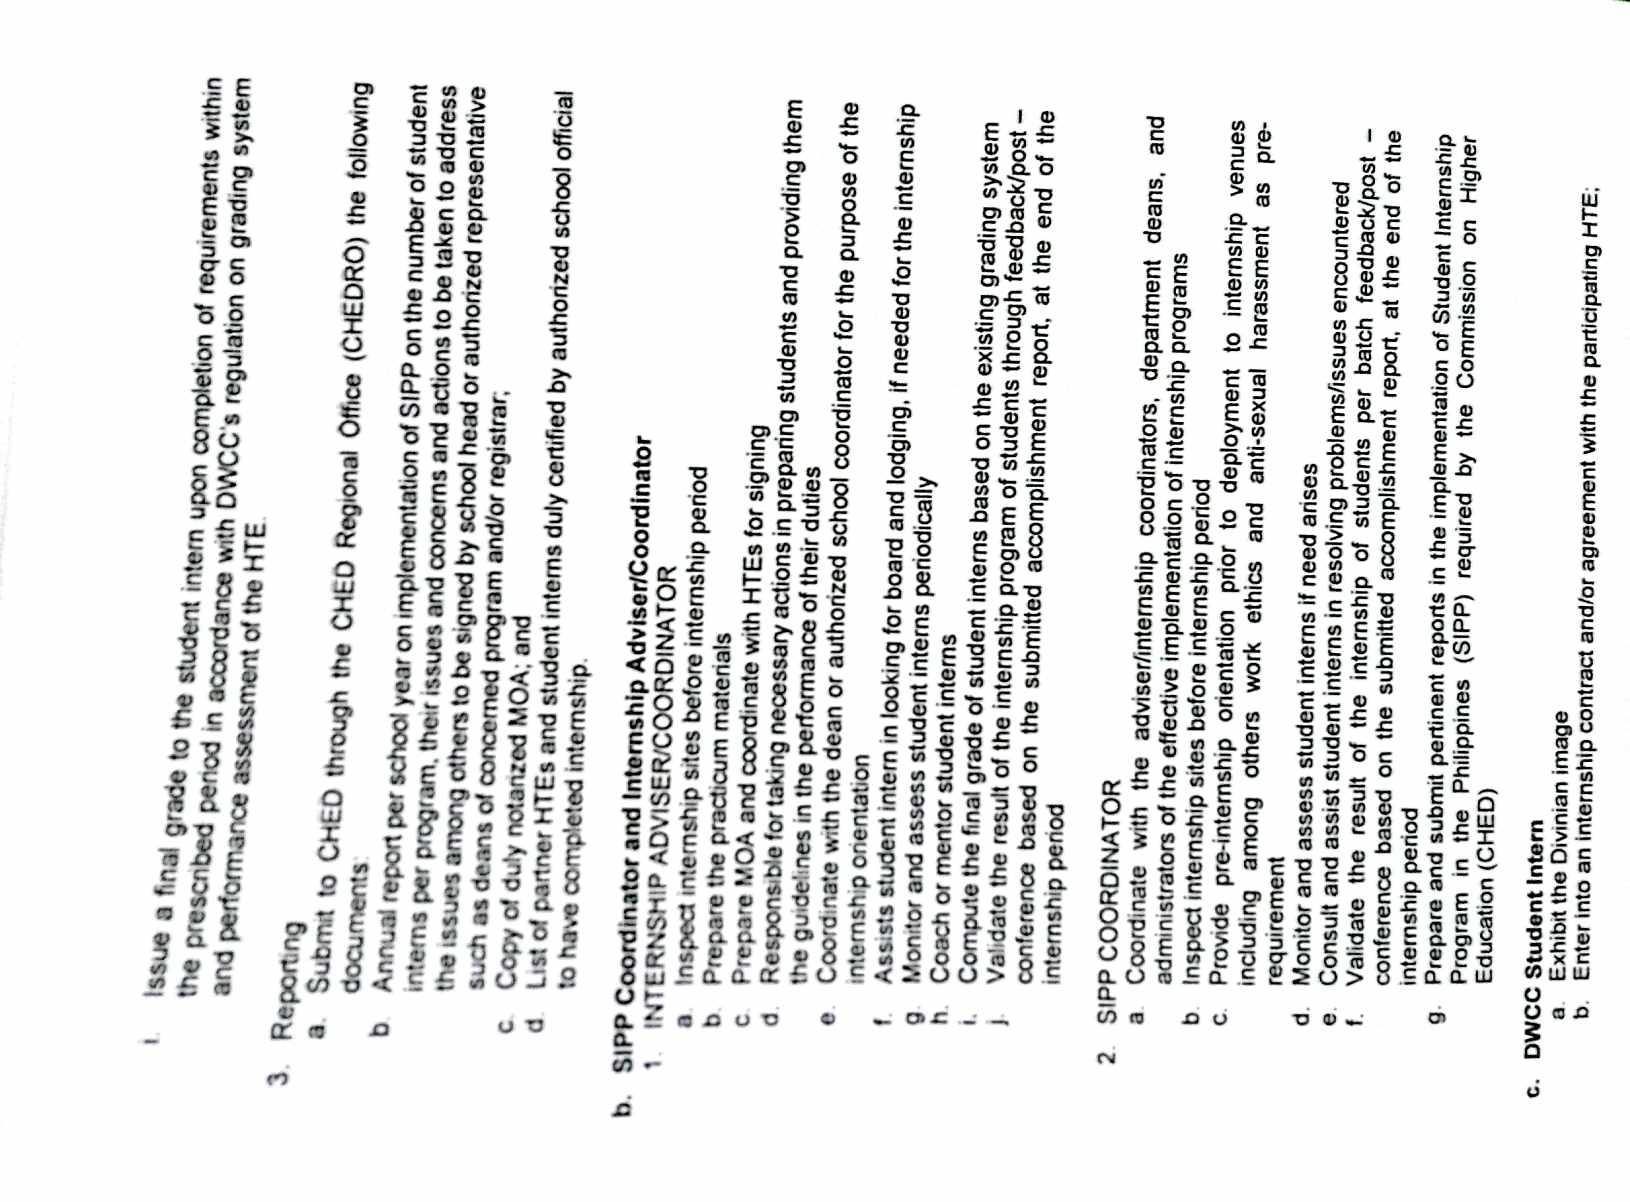 i. Issue a final grade to the student intern upon completion of requirements within
the prescribed period in accordance with DWCC's regulation on grading system
and performance assessment of the HTE.
3. Reporting
a. Submit to CHED through the CHED Regional Office (CHEDRO) the following
documents:
b. Annual report per school year on implementation of SIPP on the number of student
interns per program, their issues and concerns and actions to be taken to address
the issues among others to be signed by school head or authorized representative
such as deans of concerned program and/or registrar;
c. Copy of duly notarized MOA; and
d. List of partner HTEs and student interns duly certified by authorized school official
to have completed internship.
b. SIPP Coordinator and Internship Adviser/Coordinator
1. INTERNSHIP ADVISER/COORDINATOR
a. Inspect internship sites before internship period
b. Prepare the practicum materials
c. Prepare MOA and coordinate with HTEs for signing
d. Responsible for taking necessary actions in preparing students and providing them
the guidelines in the performance of their duties
e. Coordinate with the dean or authorized school coordinator for the purpose of the
internship orientation
f. Assists student intern in looking for board and lodging, if needed for the internship
g. Monitor and assess student interns periodically
h. Coach or mentor student interns
i. Compute the final grade of student interns based on the existing grading system
j. Validate the result of the internship program of students through feedback/post –
conference based on the submitted accomplishment report, at the end of the
internship period
2. SIPP COORDINATOR
a. Coordinate with the adviser/internship coordinators, department deans, and
administrators of the effective implementation of internship programs
b. Inspect internship sites before internship period
c. Provide pre-internship orientation prior to deployment to internship venues
including among others work ethics and anti-sexual harassment as pre-
requirement
d. Monitor and assess student interns if need arises
e. Consult and assist student interns in resolving problems/issues encountered
f. Validate the result of the internship of students per batch feedback/post –
conference based on the submitted accomplishment report, at the end of the
internship period
g. Prepare and submit pertinent reports in the implementation of Student Internship
Program in the Philippines (SIPP) required by the Commission on Higher
Education (CHED)
c. DWCC Student Intern
a. Exhibit the Divinian image
b. Enter into an internship contract and/or agreement with the participating HTE;